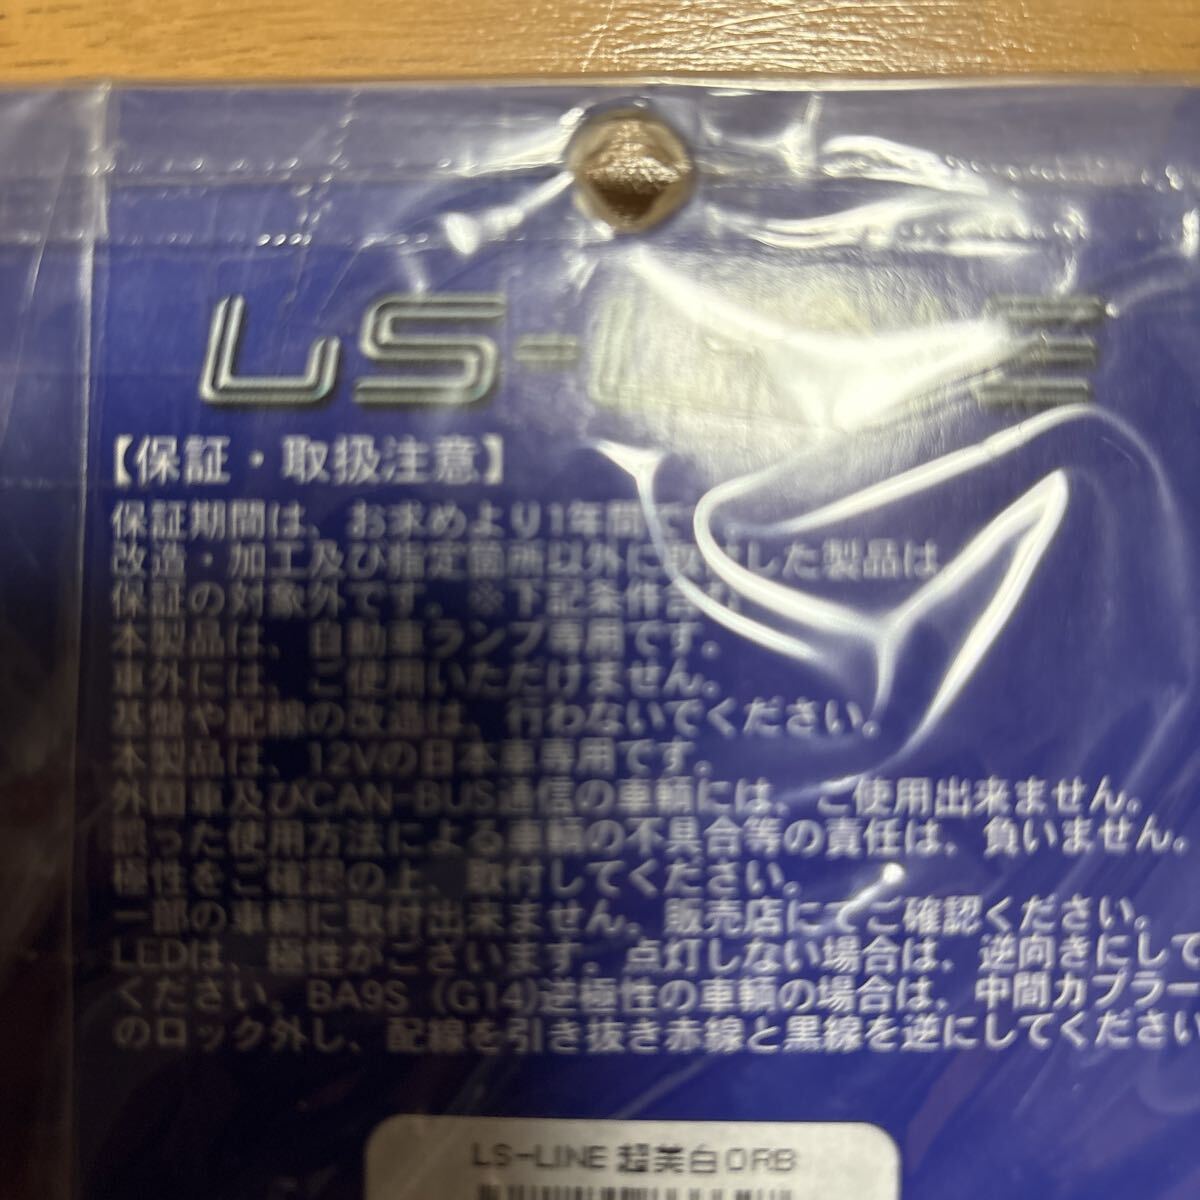 LS-L E
【保証・取扱注意】
保証期間は、お求めより1年間で
改造・加工及び指定箇所以外に取 した製品は
保証の対象外です。※下記条件含む
本製品は、自動車ランプ専用です。
車外には、ご使用いただけません。
基盤や配線の改造は、行わないでください。
本製品は、12Vの日本車専用です。
外国車及びCAN-BUS通信の車輌には、ご使用出来ません。
誤った使用方法による車輌の不具合等の責任は、負いません。
極性をご確認の上、取付してください。
一部の車輌に取付出来ません。販売店にてご確認ください。
LEDは、極性がございます。点灯しない場合は、逆向きにして
ください。BA9S (G14)逆極性の車輌の場合は、中間カプラー
のロック外し、配線を引き抜き赤線と黒線を逆にしてください
LS-LINE 超美白ORB